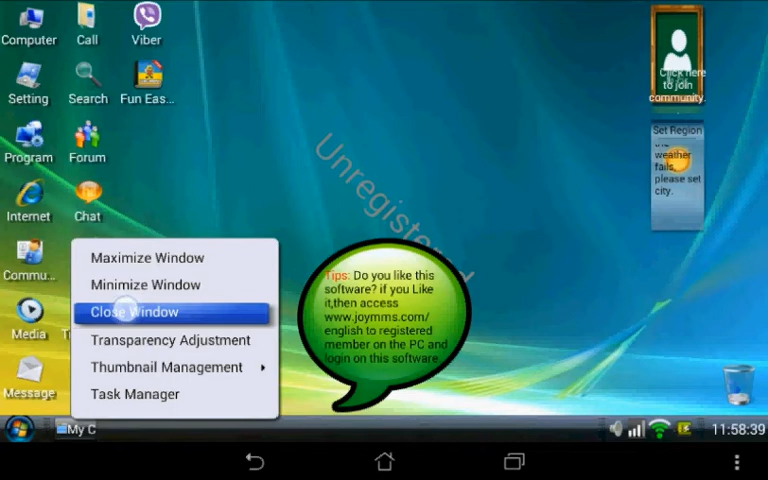 Computer
Call
Viber
Setting
Search
Fun Eas...
Program
Forum
Internet
Chat
Commu...
Media
Message
Maximize Window
Minimize Window
Close Window
Transparency Adjustment
Thumbnail Management
Task Manager
Unregistered
Tips: Do you like this
software? if you Like
it,then access
www.joymms.com/
english to registered
member on the PC and
login on this software.
Click here
to join
community.
Set Region
weather
fails,
please set
city.
My C
11:58:39